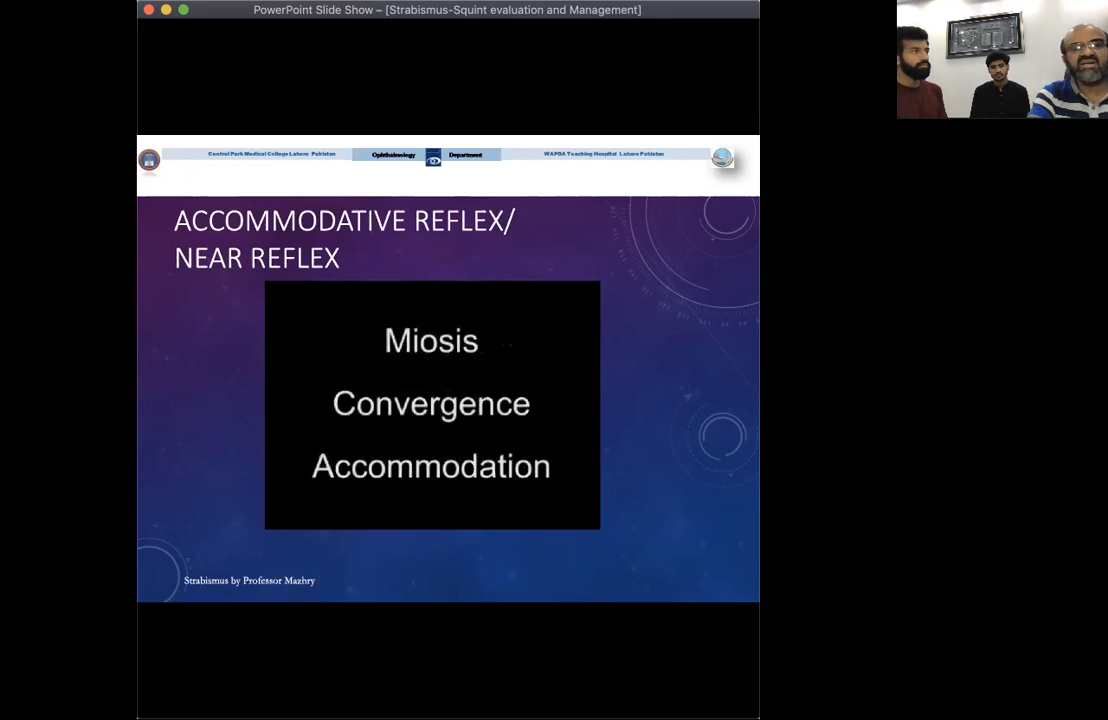 PowerPoint Slide Show – [Strabismus-Squint evaluation and Management]
Central Park Medical College Lahore Pakistan Ophthalmology Department WAPDA Teaching Hospital Lahore Pakistan
ACCOMMODATIVE REFLEX/
NEAR REFLEX
Miosis
Convergence
Accommodation
Strabismus by Professor Mazhry